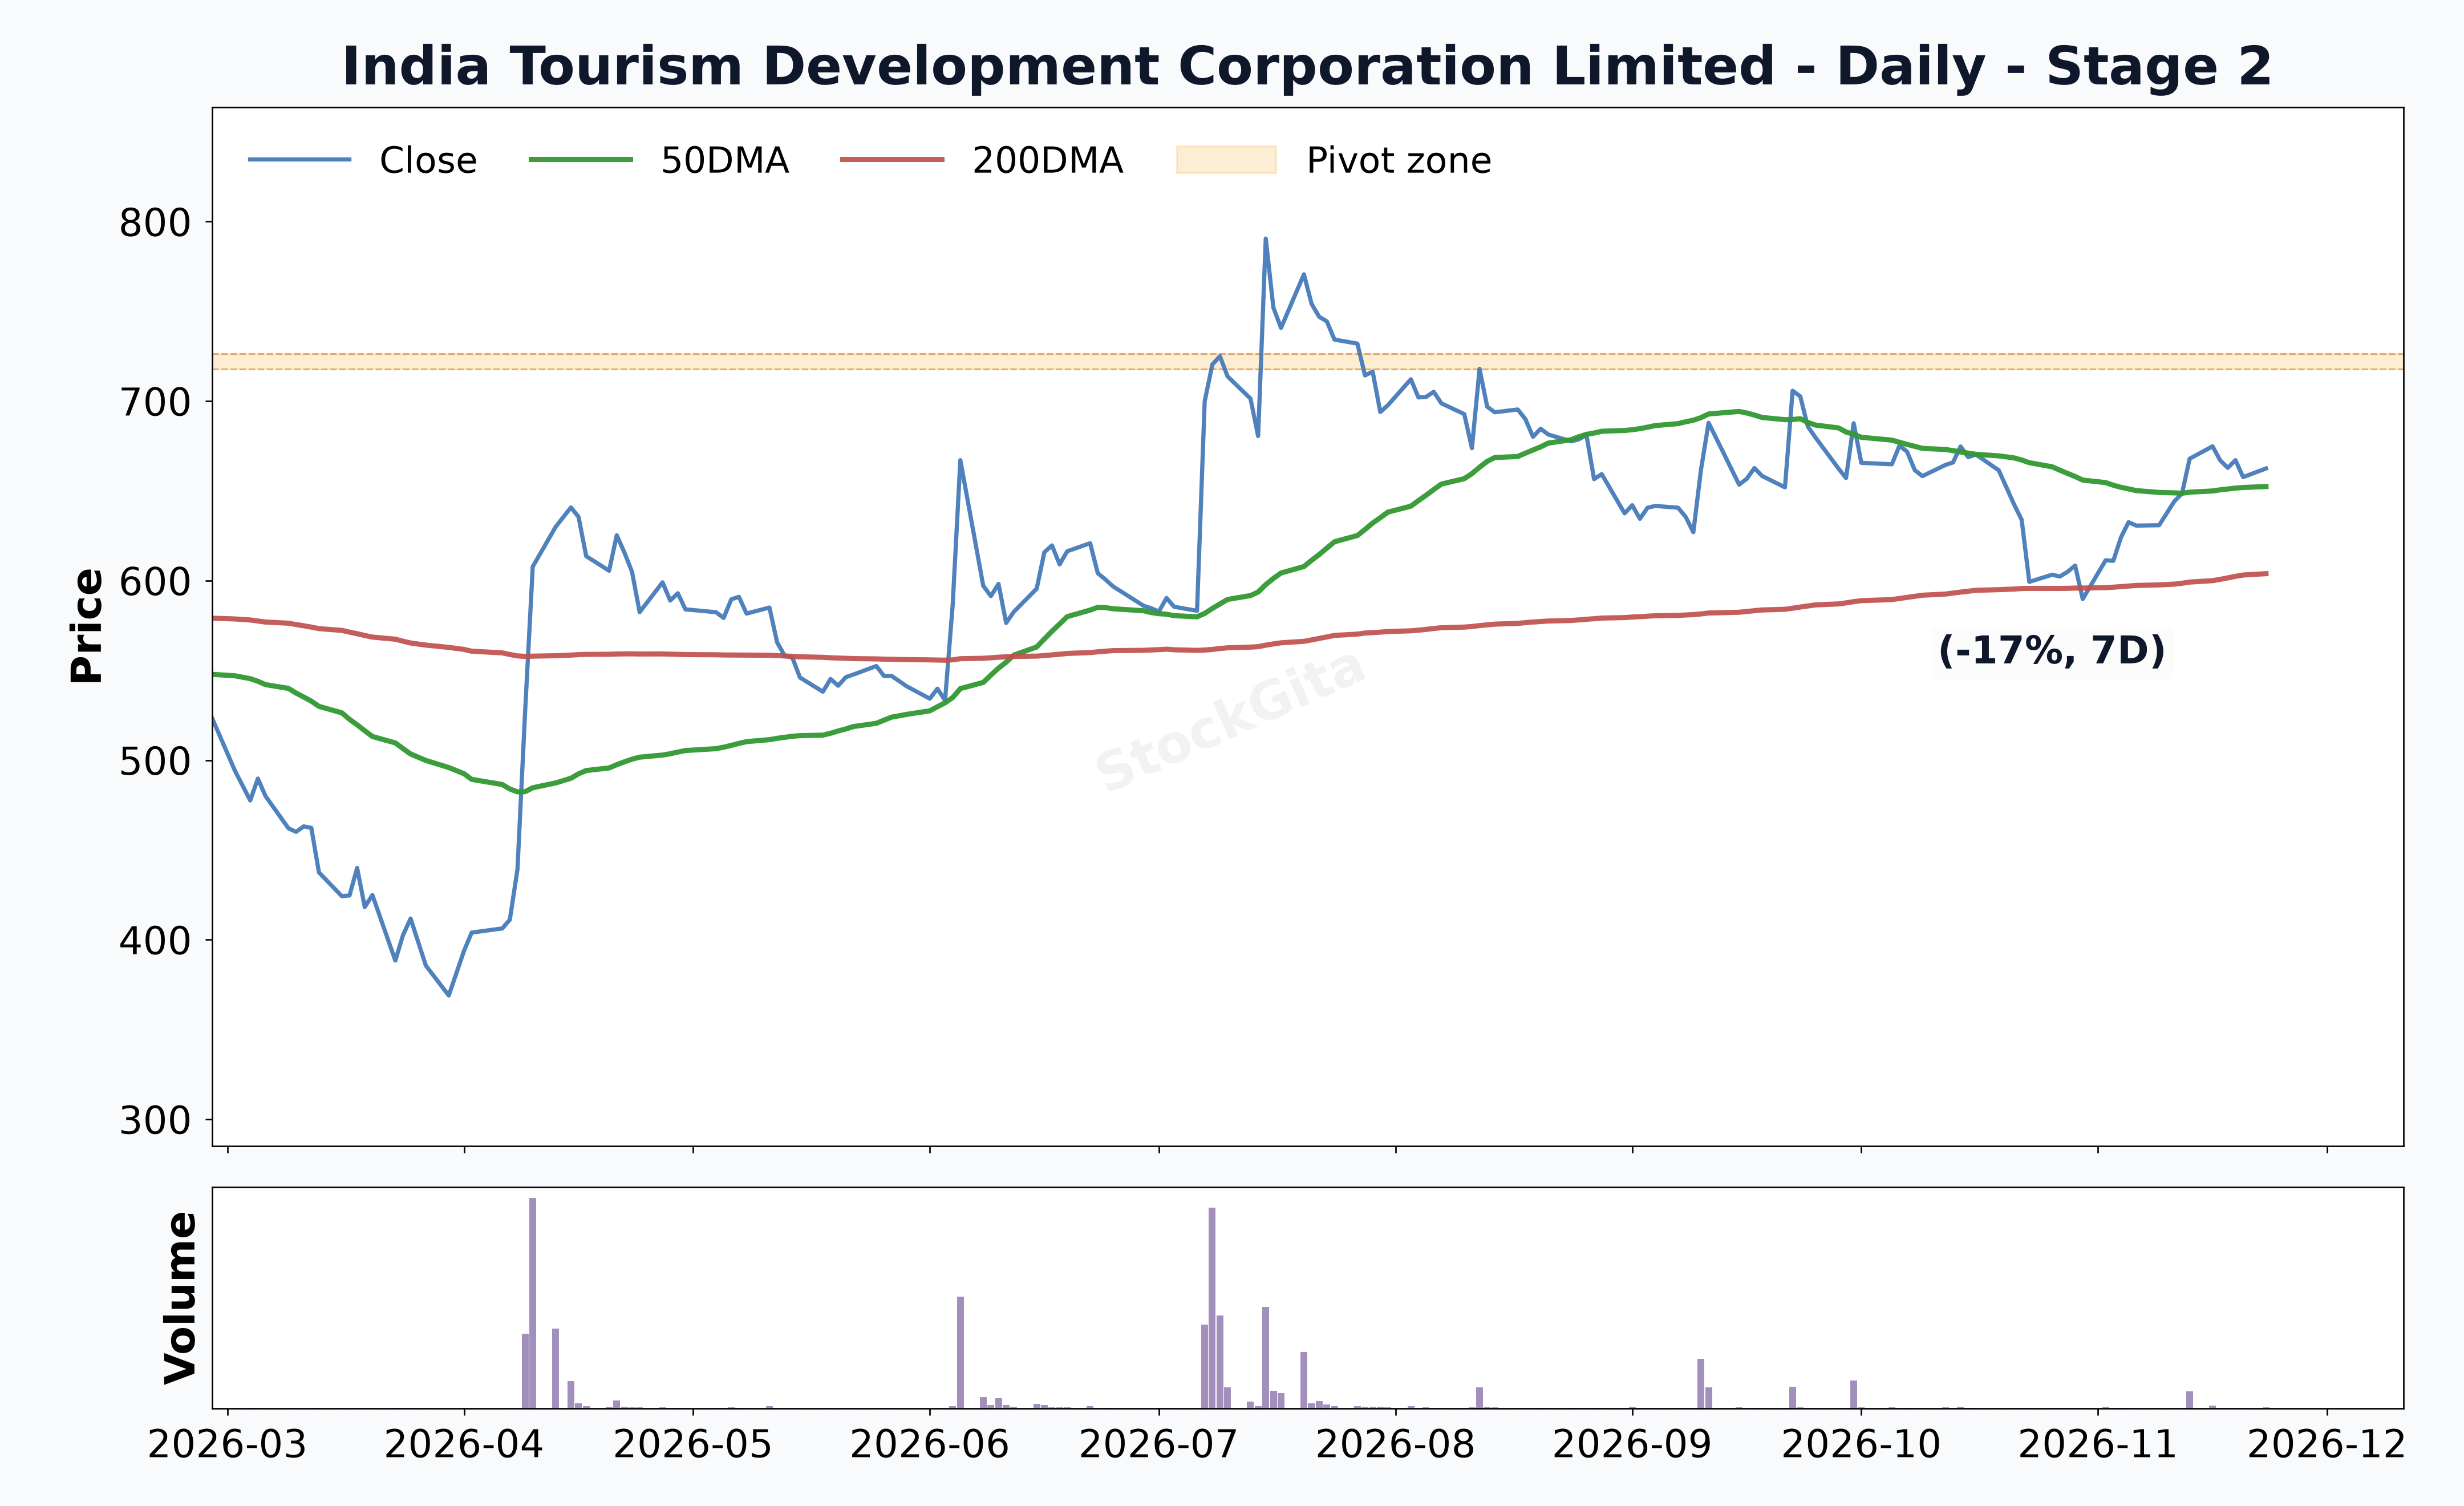 India Tourism Development Corporation Limited - Daily - Stage 2
Close 50DMA 200DMA Pivot zone
800
700
600
500
400
300
Price
(-17%, 7D)
StockGita
Volume
2026-03 2026-04 2026-05 2026-06 2026-07 2026-08 2026-09 2026-10 2026-11 2026-12